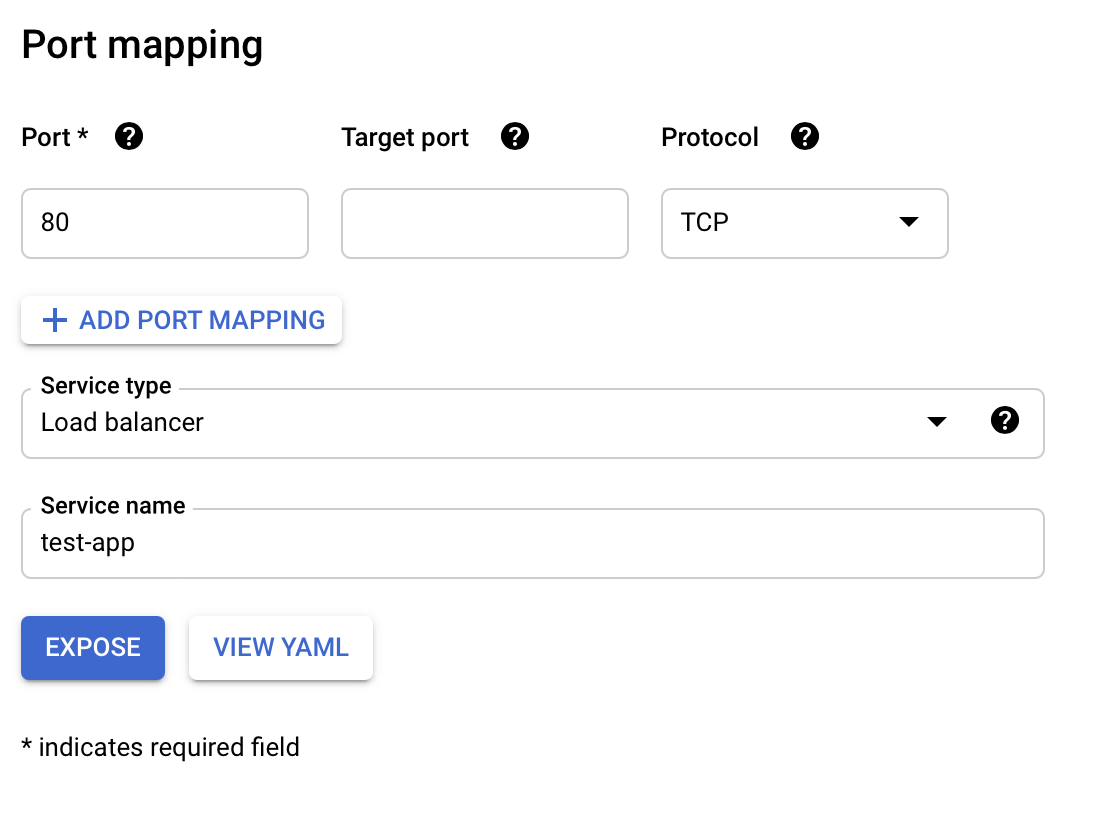 Port mapping
Port * ? Target port ? Protocol ?
80 TCP
+ ADD PORT MAPPING
Service type
Load balancer ?
Service name
test-app
EXPOSE VIEW YAML
* indicates required field